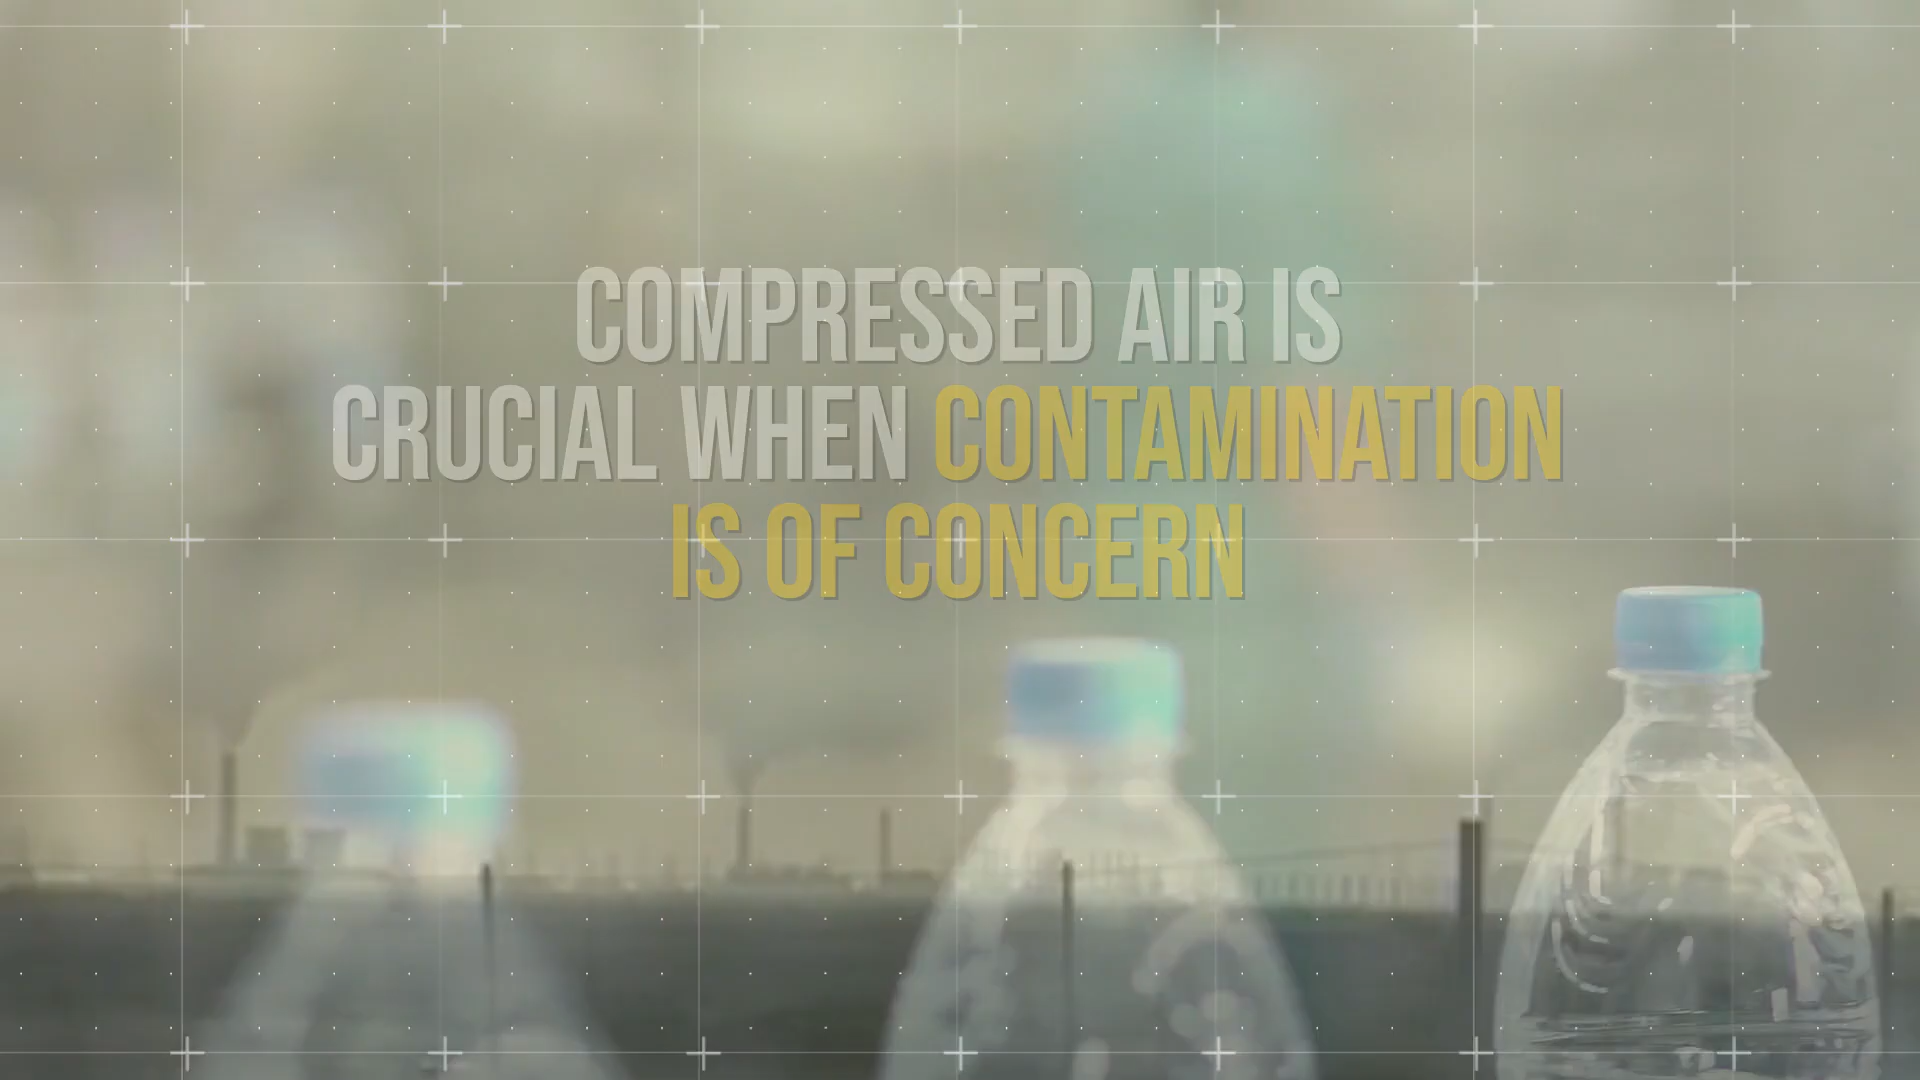 COMPRESSED AIR IS
CRUCIAL WHEN CONTAMINATION
IS OF CONCERN